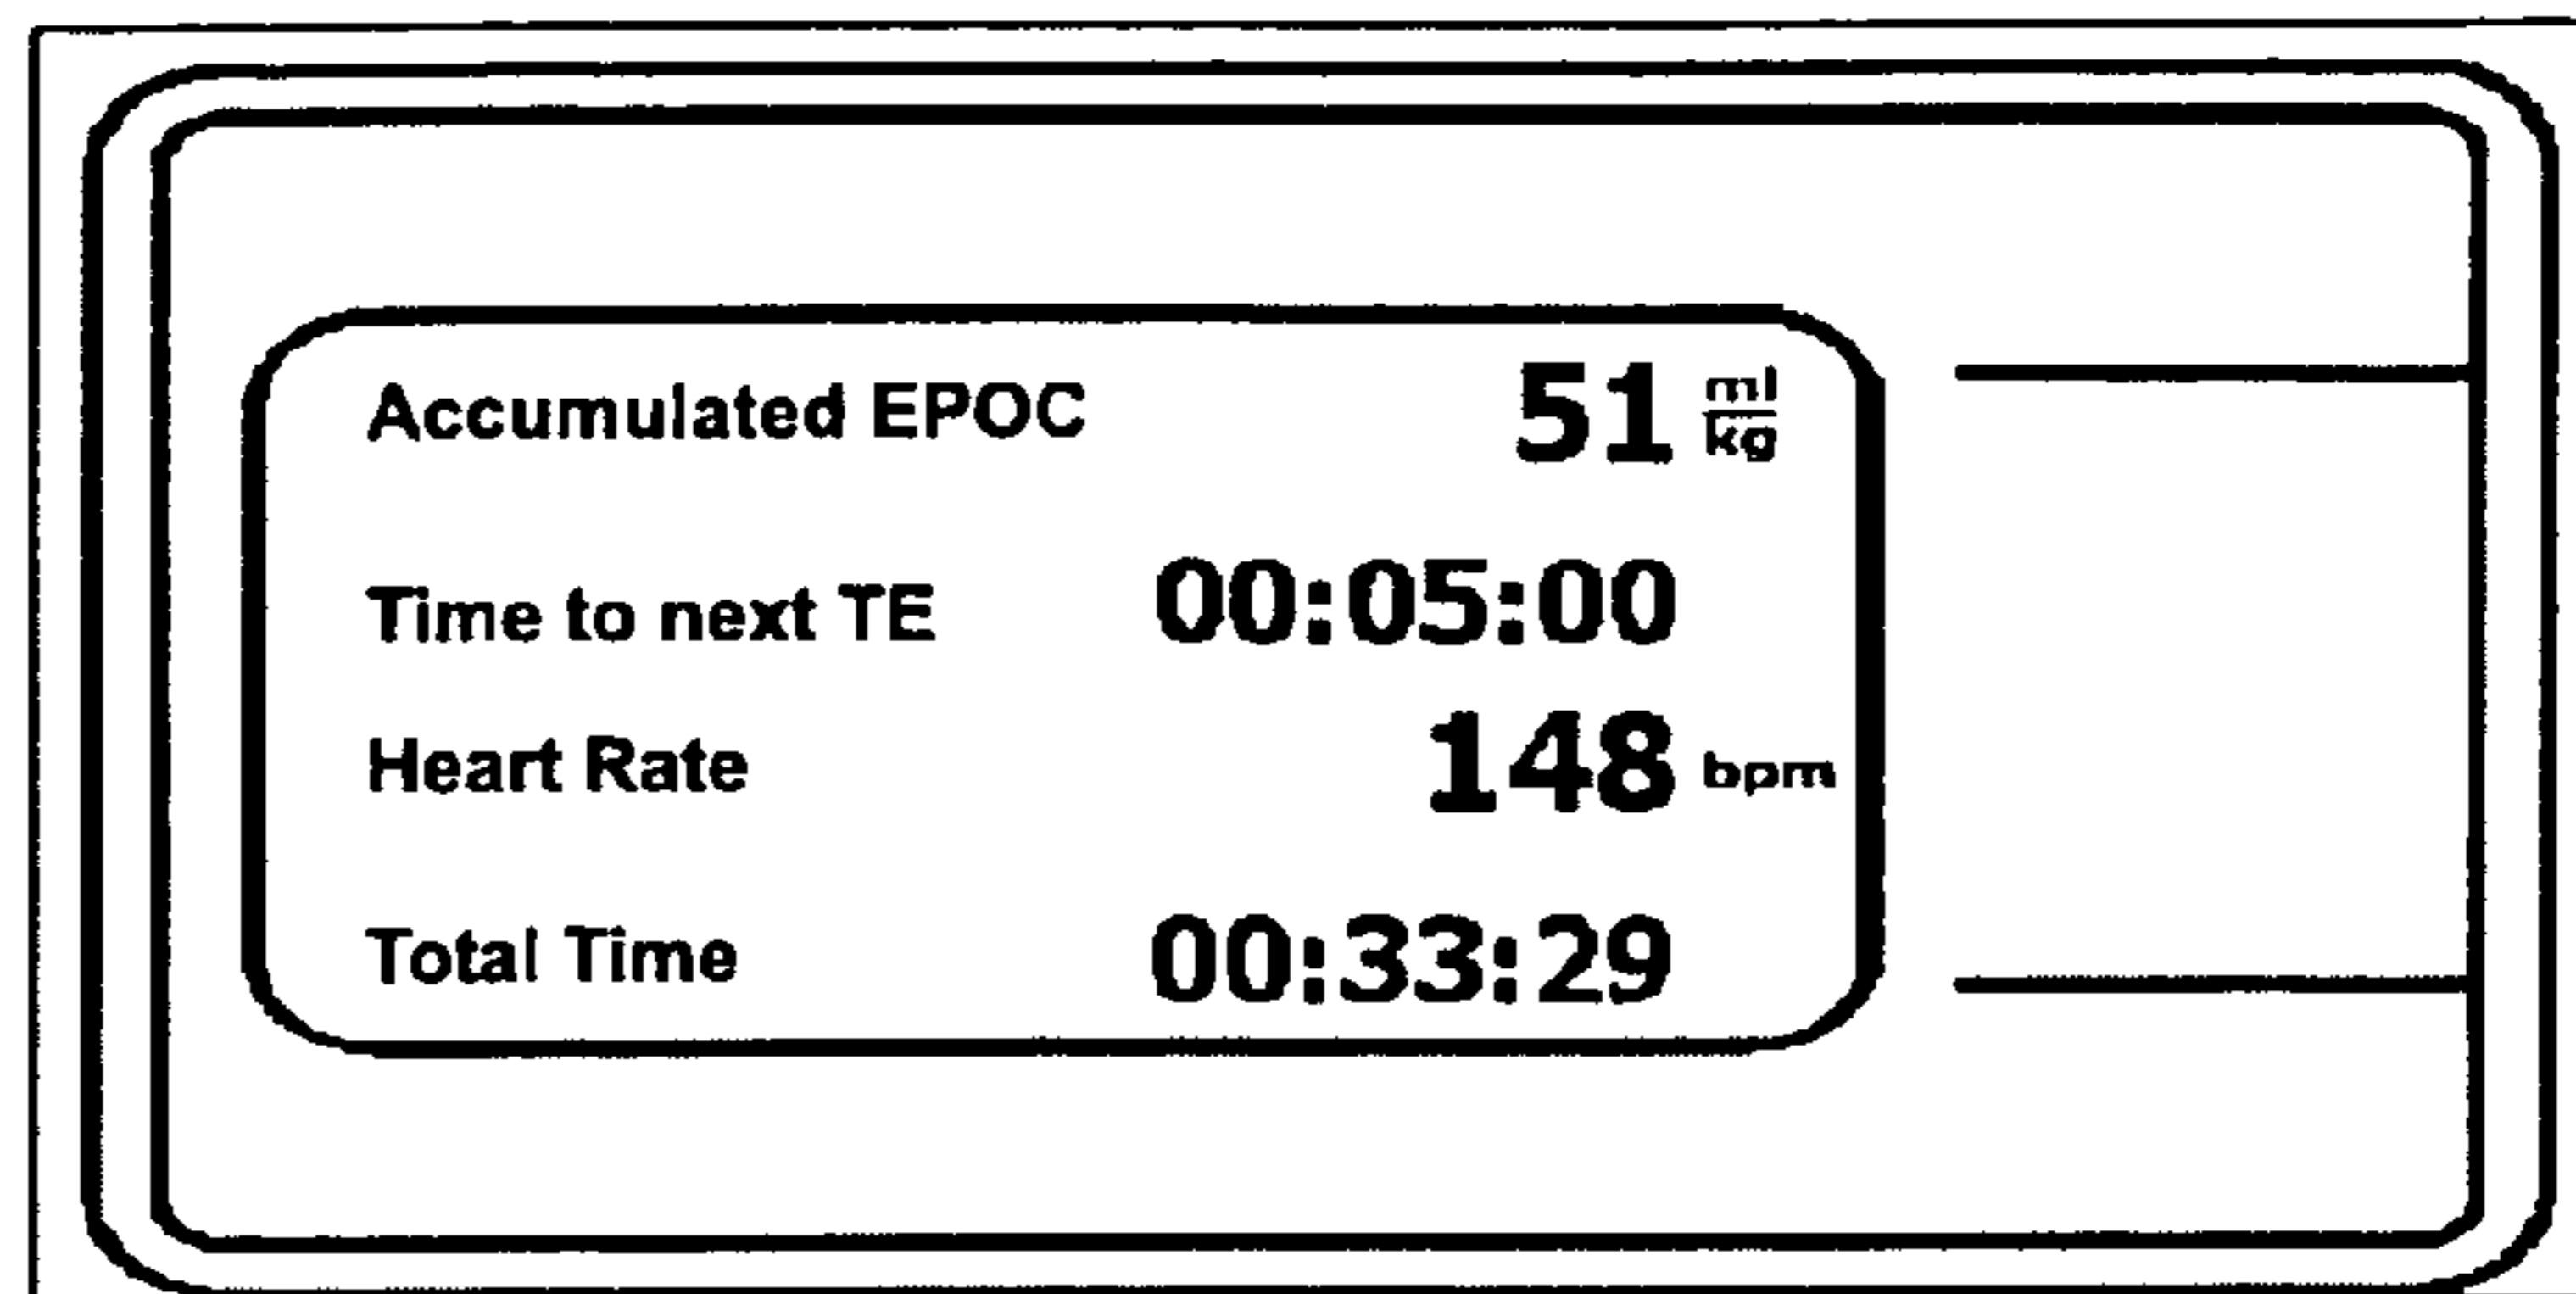 Accumulated EPOC 51 ml/kg
Time to next TE 00:05:00
Heart Rate 148 bpm
Total Time 00:33:29